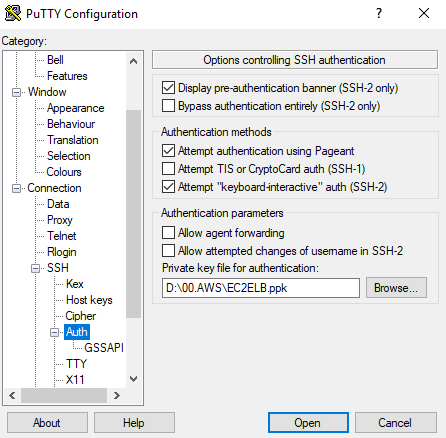 PuTTY Configuration
?
Category:
Bell
Features
Window
Appearance
Behaviour
Translation
Selection
Colours
Connection
Data
Proxy
Telnet
Rlogin
SSH
Kex
Host keys
Cipher
Auth
GSSAPI
TTY
X11
Options controlling SSH authentication
Display pre-authentication banner (SSH-2 only)
Bypass authentication entirely (SSH-2 only)
Authentication methods
Attempt authentication using Pageant
Attempt TIS or CryptoCard auth (SSH-1)
Attempt "keyboard-interactive" auth (SSH-2)
Authentication parameters
Allow agent forwarding
Allow attempted changes of username in SSH-2
Private key file for authentication:
D:\00.AWS\EC2ELB.ppk
Browse...
About
Help
Open
Cancel